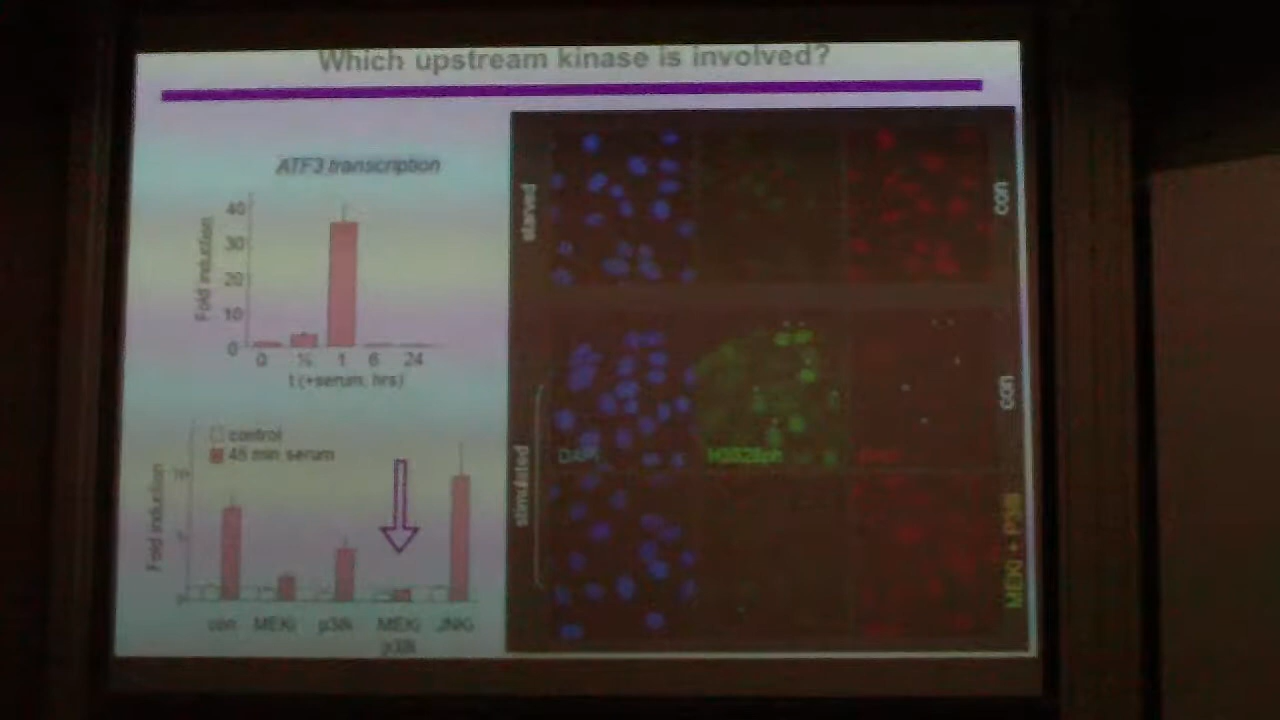 Which upstream kinase is involved?
ATF3 transcription
Fold induction
40
30
20
10
0
0 ½ 1 6 24
t (+serum, hrs)
control
45 min serum
Fold induction
con MEKi p38i MEKi JNKi
p38i
starved
con
stimulated
con
DAPI
H3S28ph
MEKi + P38i